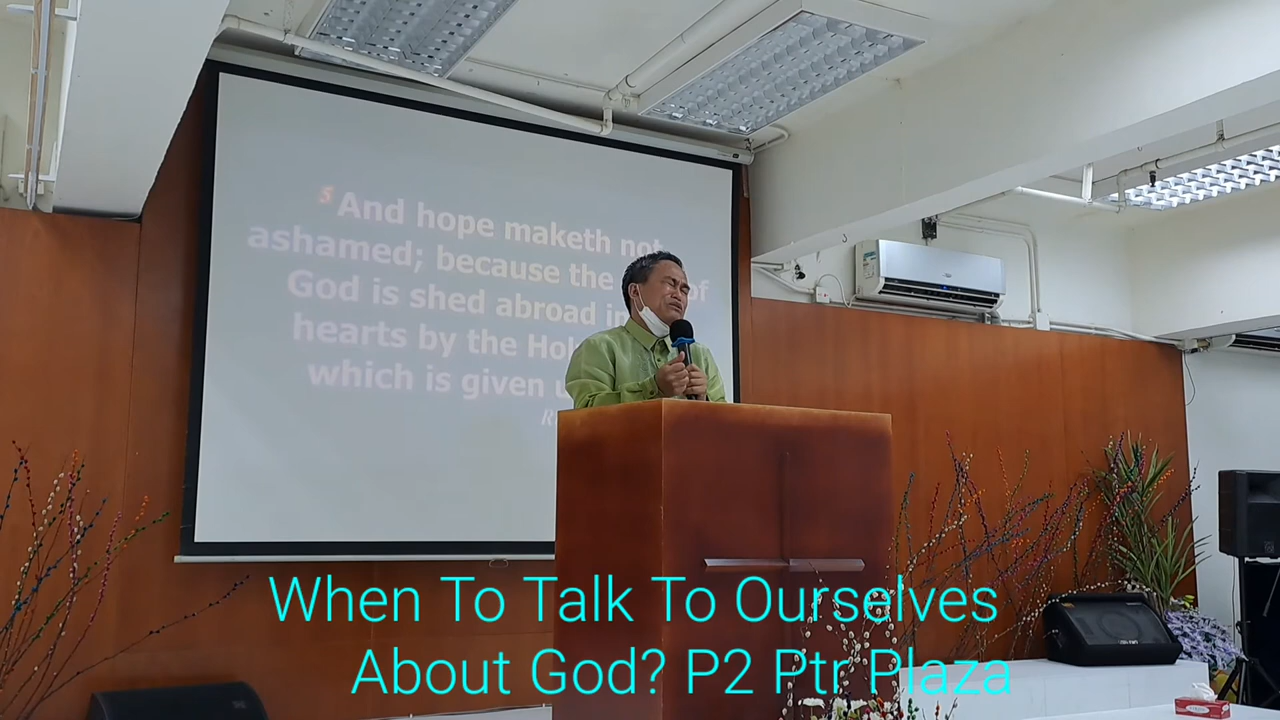 5 And hope maketh not
ashamed; because the of
God is shed abroad in
hearts by the
which is given
When To Talk To Ourselves
About God? P2 Ptr Plaza